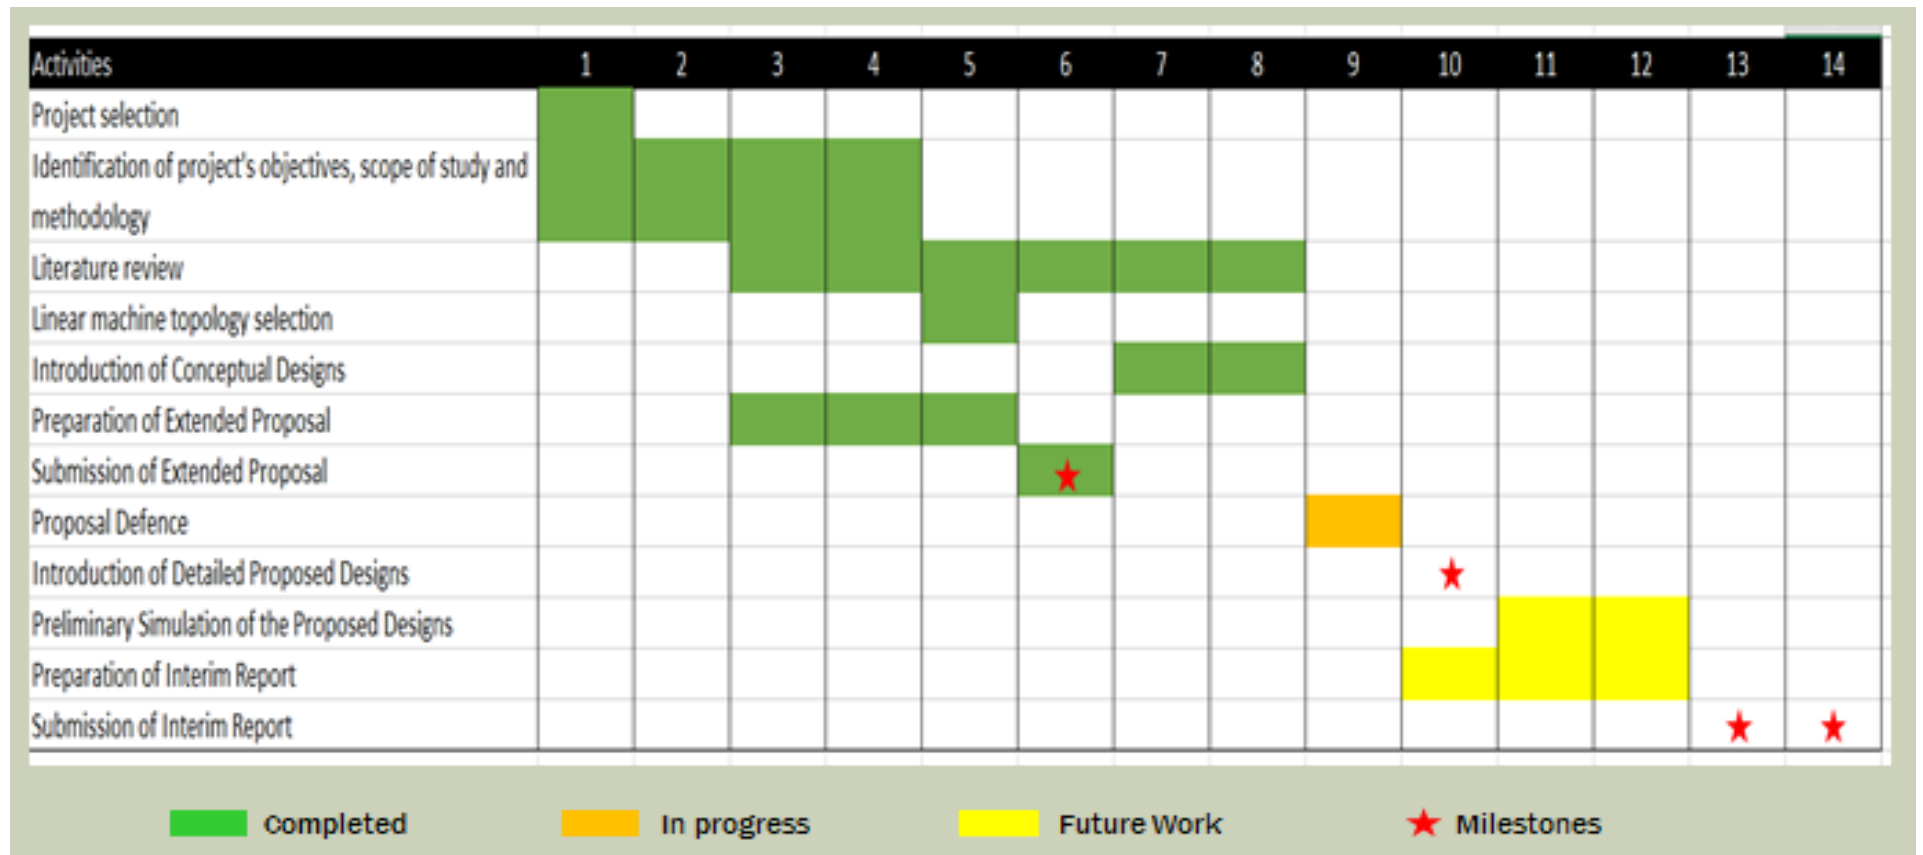 Activities 1 2 3 4 5 6 7 8 9 10 11 12 13 14
Project selection
Identification of project's objectives, scope of study and
methodology
Literature review
Linear machine topology selection
Introduction of Conceptual Designs
Preparation of Extended Proposal
Submission of Extended Proposal
Proposal Defence
Introduction of Detailed Proposed Designs
Preliminary Simulation of the Proposed Designs
Preparation of Interim Report
Submission of Interim Report
Completed In progress Future Work Milestones